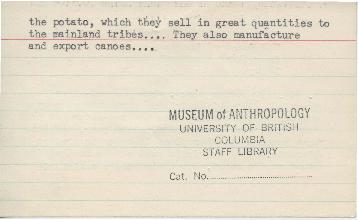 the potato, which they sell in great quantities to
the mainland tribes.... They also manufacture
and export canoes....
MUSEUM of ANTHROPOLOGY
UNIVERSITY OF BRITISH
COLUMBIA
STAFF LIBRARY
Cat. No.